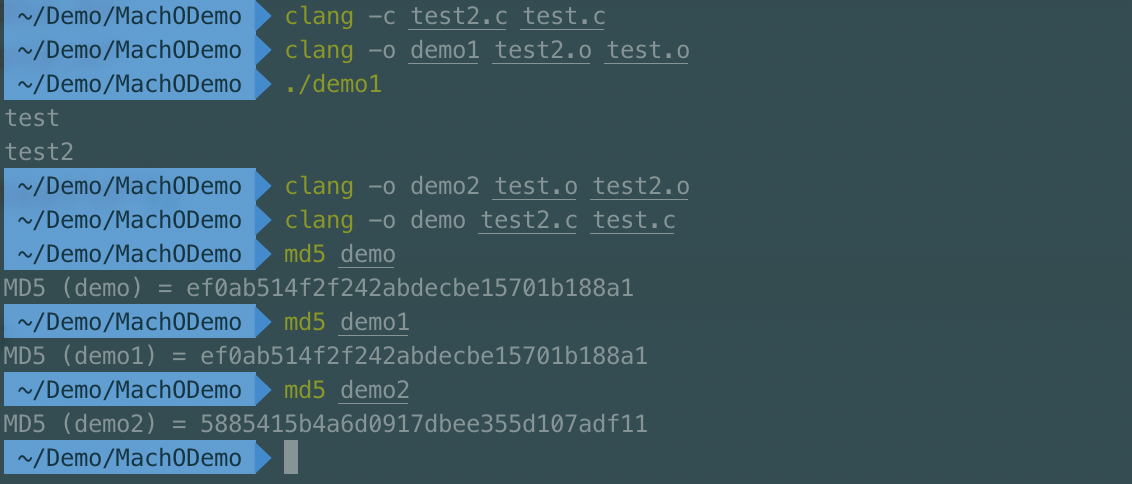 ~/Demo/MachODemo clang -c test2.c test.c
~/Demo/MachODemo clang -o demo1 test2.o test.o
~/Demo/MachODemo ./demo1
test
test2
~/Demo/MachODemo clang -o demo2 test.o test2.o
~/Demo/MachODemo clang -o demo test2.c test.c
~/Demo/MachODemo md5 demo
MD5 (demo) = ef0ab514f2f242abdecbe15701b188a1
~/Demo/MachODemo md5 demo1
MD5 (demo1) = ef0ab514f2f242abdecbe15701b188a1
~/Demo/MachODemo md5 demo2
MD5 (demo2) = 5885415b4a6d0917dbee355d107adf11
~/Demo/MachODemo